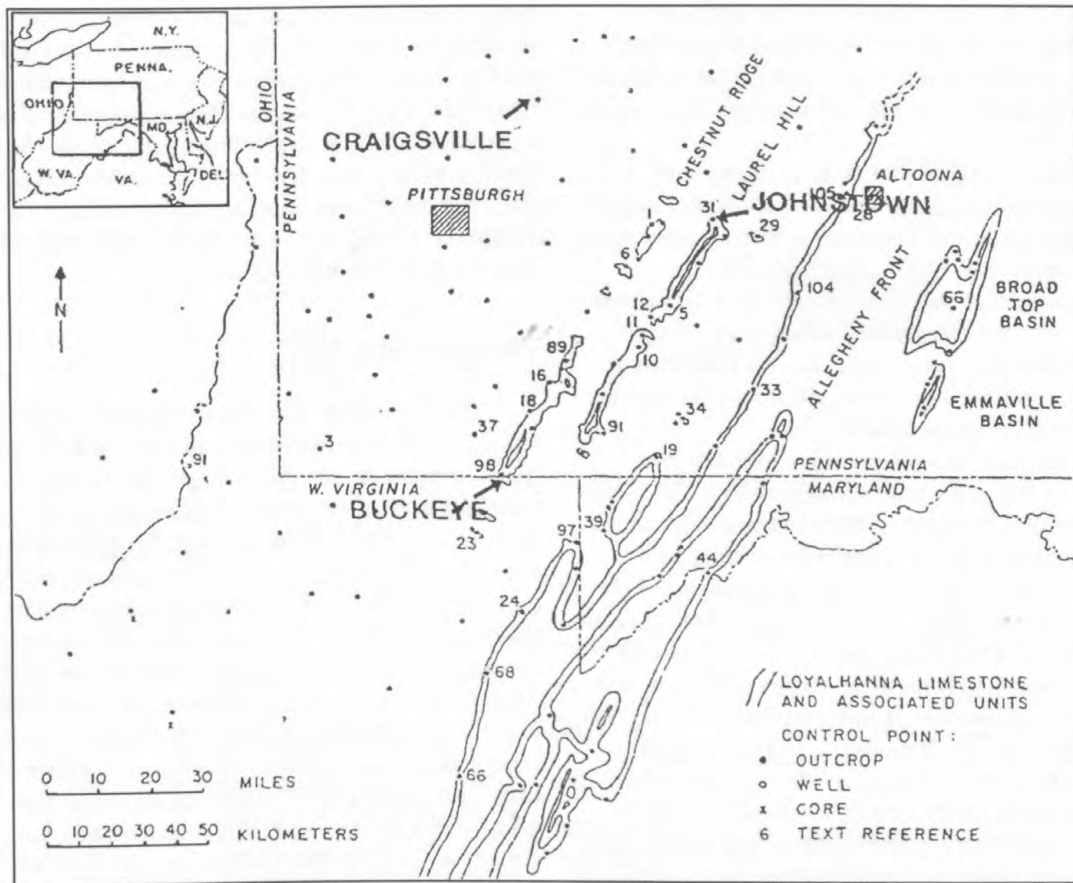 N.Y.
PENNA
OHIO
MD.
N.J.
W. VA.
VA.
DEL.
OHIO
PENNSYLVANIA
CRAIGSVILLE
PITTSBURGH
CHESTNUT RIDGE
LAUREL HILL
ALTOONA
JOHNSTOWN
105
28
31
29
1
6
104
12
5
11
10
66
BROAD
TOP
BASIN
ALLEGHENY FRONT
N
89
16
18
33
34
37
3
91
91
8
19
EMMAVILLE
BASIN
98
PENNSYLVANIA
MARYLAND
W. VIRGINIA
BUCKEYE
23
39
97
44
24
68
66
LOYALHANNA LIMESTONE
AND ASSOCIATED UNITS
CONTROL POINT:
OUTCROP
WELL
x CORE
6 TEXT REFERENCE
0 10 20 30 MILES
0 10 20 30 40 50 KILOMETERS